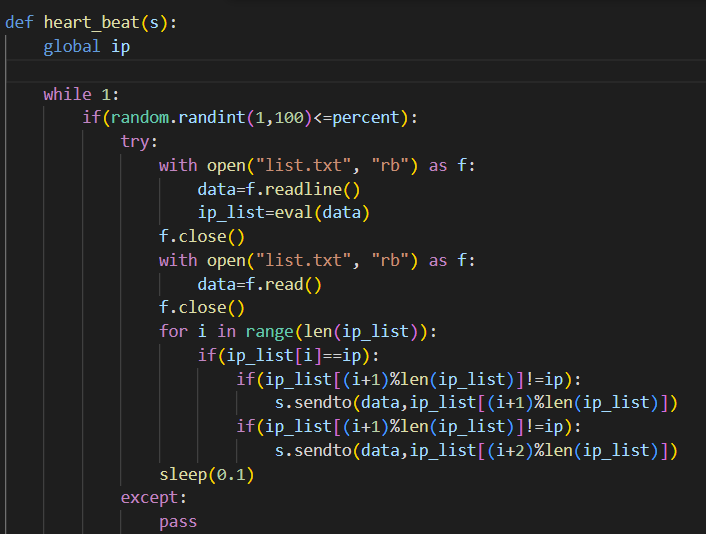 def heart_beat(s):
    global ip

    while 1:
        if(random.randint(1,100)<=percent):
            try:
                with open("list.txt", "rb") as f:
                    data=f.readline()
                    ip_list=eval(data)
                f.close()
                with open("list.txt", "rb") as f:
                    data=f.read()
                f.close()
                for i in range(len(ip_list)):
                    if(ip_list[i]==ip):
                        if(ip_list[(i+1)%len(ip_list)]!=ip):
                            s.sendto(data,ip_list[(i+1)%len(ip_list)])
                        if(ip_list[(i+1)%len(ip_list)]!=ip):
                            s.sendto(data,ip_list[(i+2)%len(ip_list)])
                sleep(0.1)
            except:
                pass